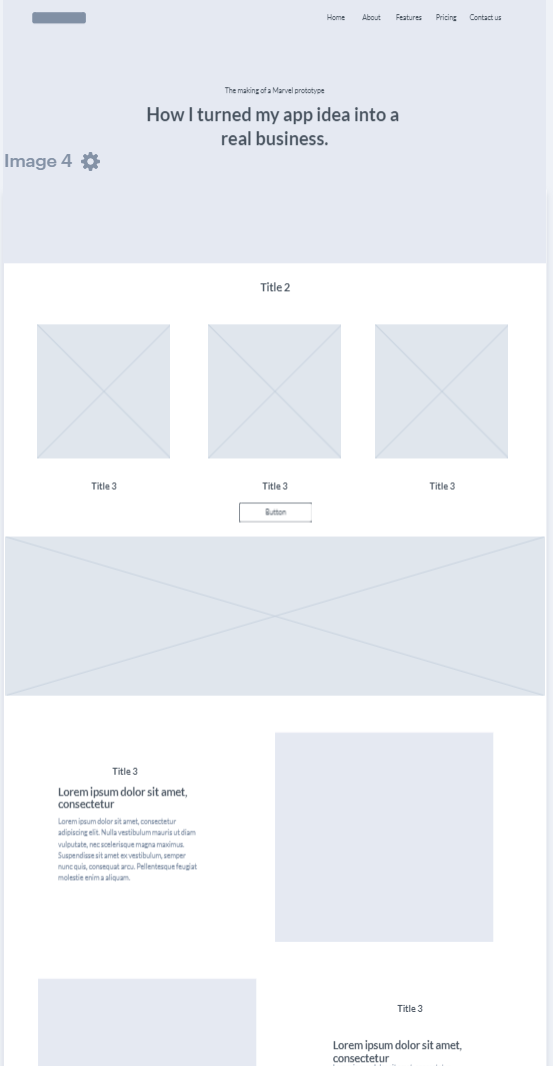 Home About Features Pricing Contact us
The making of a Marvel prototype
How I turned my app idea into a
real business.
Image 4
Title 2
Title 3 Title 3 Title 3
Button
Title 3
Lorem ipsum dolor sit amet,
consectetur
Lorem ipsum dolor sit amet, consectetur
adipiscing elit. Nulla vestibulum mauris ut diam
vulputate, nec scelerisque magna maximus.
Suspendisse sit amet ex vestibulum, semper
nunc quis, consequat arcu. Pellentesque feugiat
molestie enim a aliquam.
Title 3
Lorem ipsum dolor sit amet,
consectetur